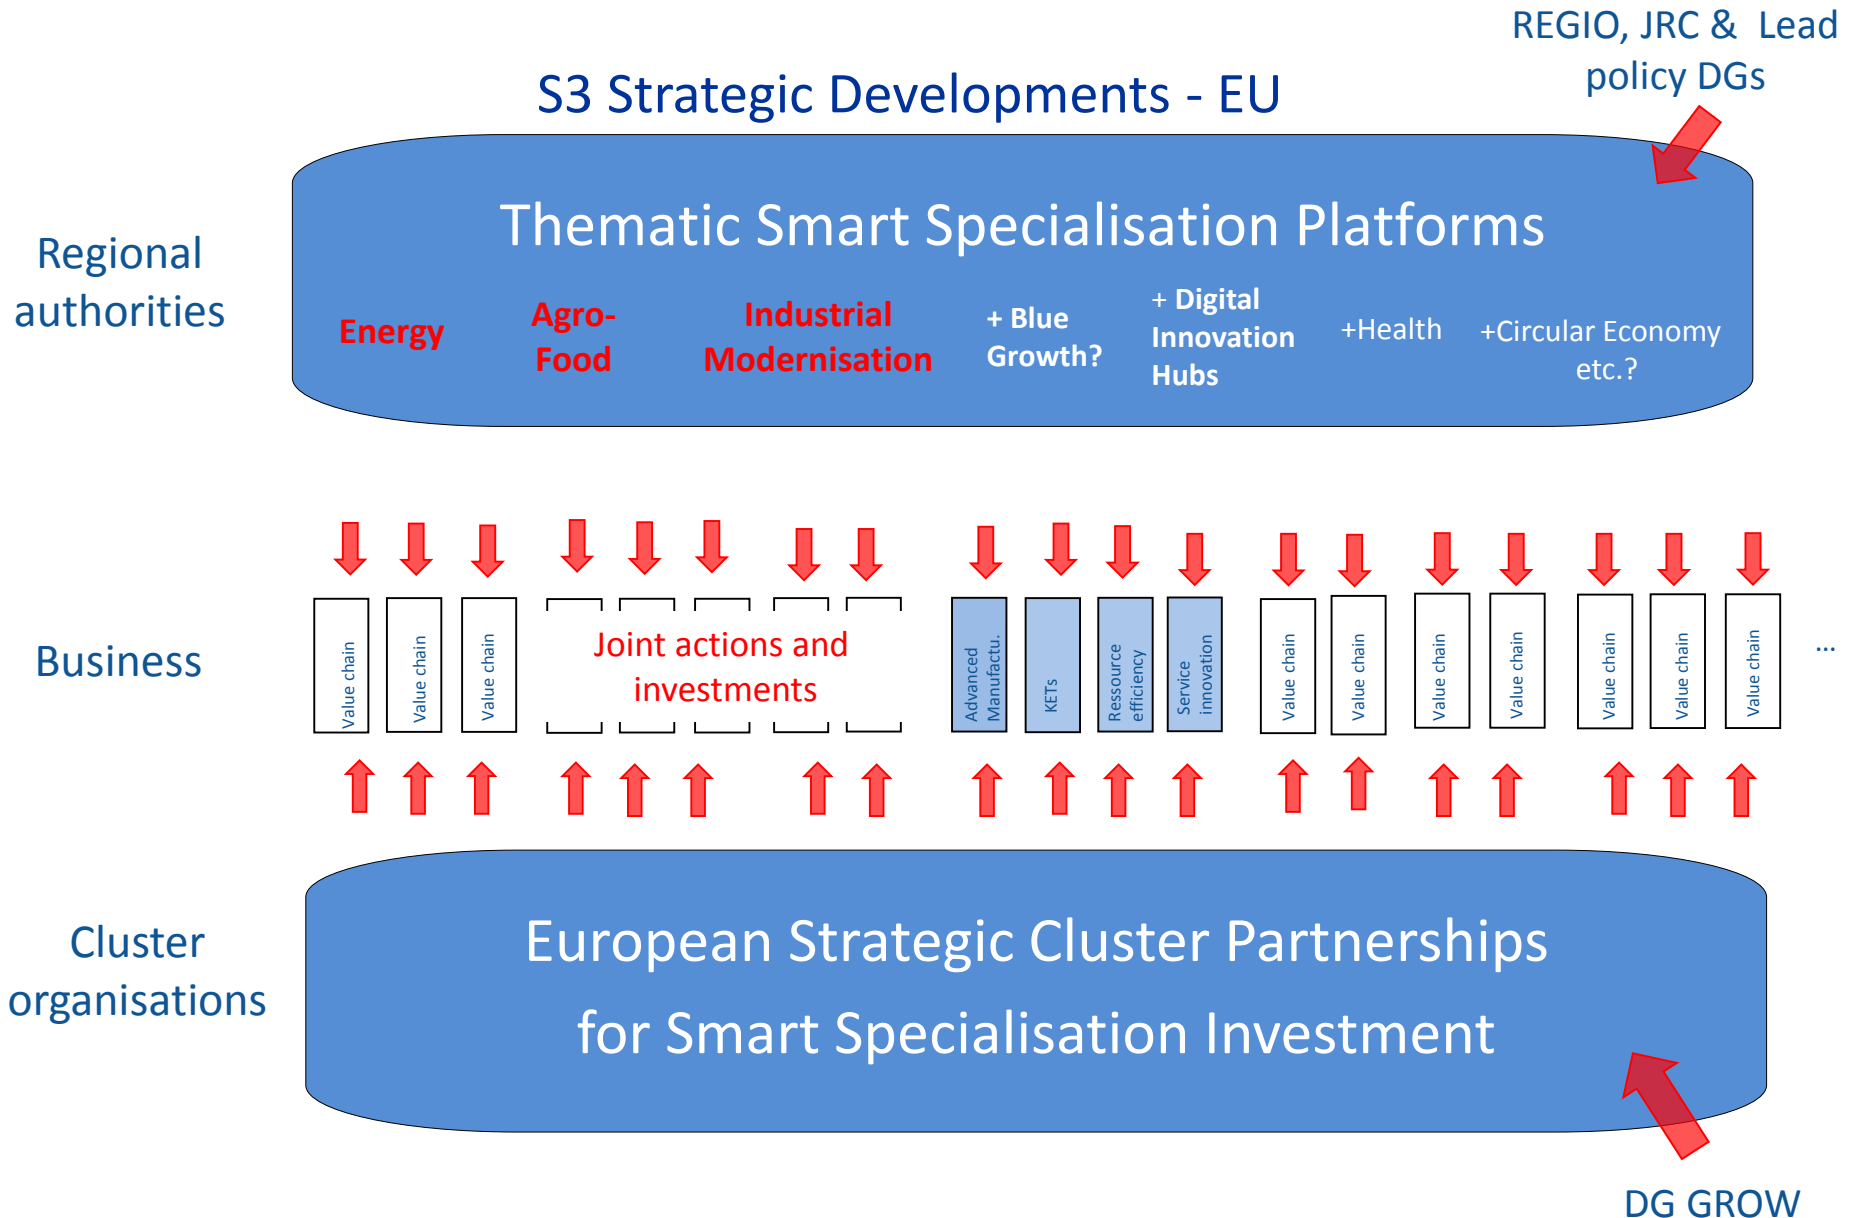 REGIO, JRC & Lead
policy DGs
S3 Strategic Developments - EU
Thematic Smart Specialisation Platforms
Regional
authorities
Energy
Agro-
Food
Industrial
Modernisation
+ Blue
Growth?
+ Digital
Innovation
Hubs
+Health
+Circular Economy
etc.?
Business
Value chain
Value chain
Value chain
Joint actions and
investments
Advanced
Manufactu.
KETs
Ressource
efficiency
Service
innovation
Value chain
Value chain
Value chain
Value chain
Value chain
Value chain
Value chain
...
Cluster
organisations
European Strategic Cluster Partnerships
for Smart Specialisation Investment
DG GROW